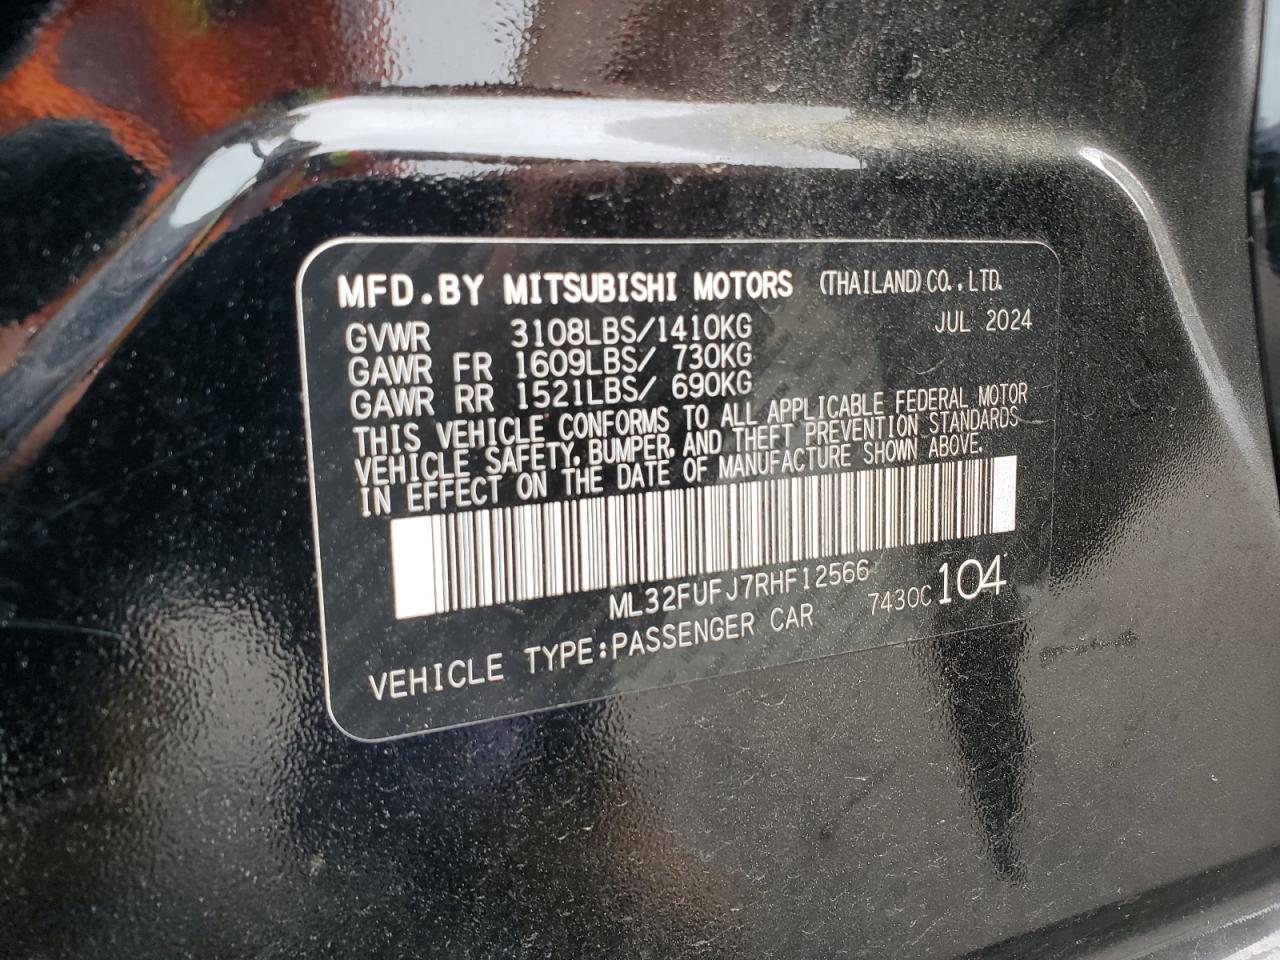 MFD.BY MITSUBISHI MOTORS (THAILAND) CO.,LTD.
GVWR 3108LBS/1410KG JUL 2024
GAWR FR 1609LBS/ 730KG
GAWR RR 1521LBS/ 690KG
THIS VEHICLE CONFORMS TO ALL APPLICABLE FEDERAL MOTOR
VEHICLE SAFETY, BUMPER, AND THEFT PREVENTION STANDARDS
IN EFFECT ON THE DATE OF MANUFACTURE SHOWN ABOVE.
ML32FUFJ7RHF12566
7430C 104
VEHICLE TYPE:PASSENGER CAR